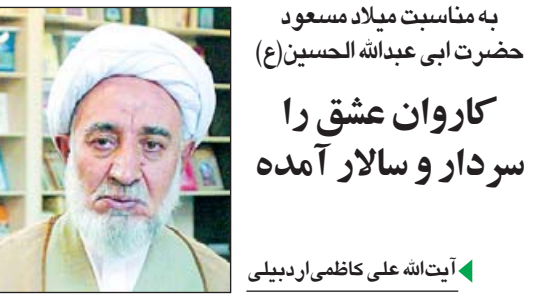 به مناسبت میلاد مسعود
حضرت ابی عبدالله الحسین(ع)
کاروان عشق را
سردار و سالار آمده
آیت‌الله علی کاظمی‌اردبیلی